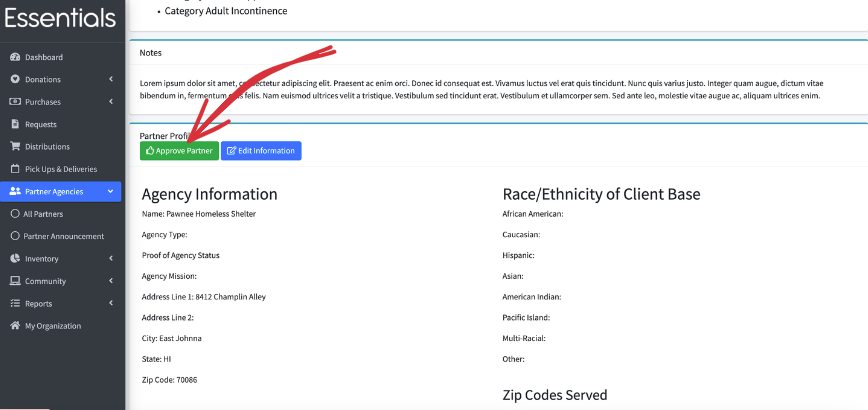 Essentials
Category Adult Incontinence
Dashboard
Donations
Purchases
Requests
Distributions
Pick Ups & Deliveries
Partner Agencies
All Partners
Partner Announcement
Inventory
Community
Reports
My Organization
Notes
Lorem ipsum dolor sit amet, consectetur adipiscing elit. Praesent ac enim orci. Donec id consequat est. Vivamus luctus vel erat quis tincidunt. Nunc quis varius justo. Integer quam augue, dictum vitae
bibendum in, fermentum felis. Nam euismod ultrices velit a tristique. Vestibulum sed tincidunt erat. Vestibulum et ullamcorper sem. Sed ante leo, molestie vitae augue ac, aliquam ultrices enim.
Partner Profile
Approve Partner Edit Information
Agency Information
Name: Pawnee Homeless Shelter
Agency Type:
Proof of Agency Status
Agency Mission:
Address Line 1: 8412 Champlin Alley
Address Line 2:
City: East Johnna
State: HI
Zip Code: 70086
Race/Ethnicity of Client Base
African American:
Caucasian:
Hispanic:
Asian:
American Indian:
Pacific Island:
Multi-Racial:
Other:
Zip Codes Served